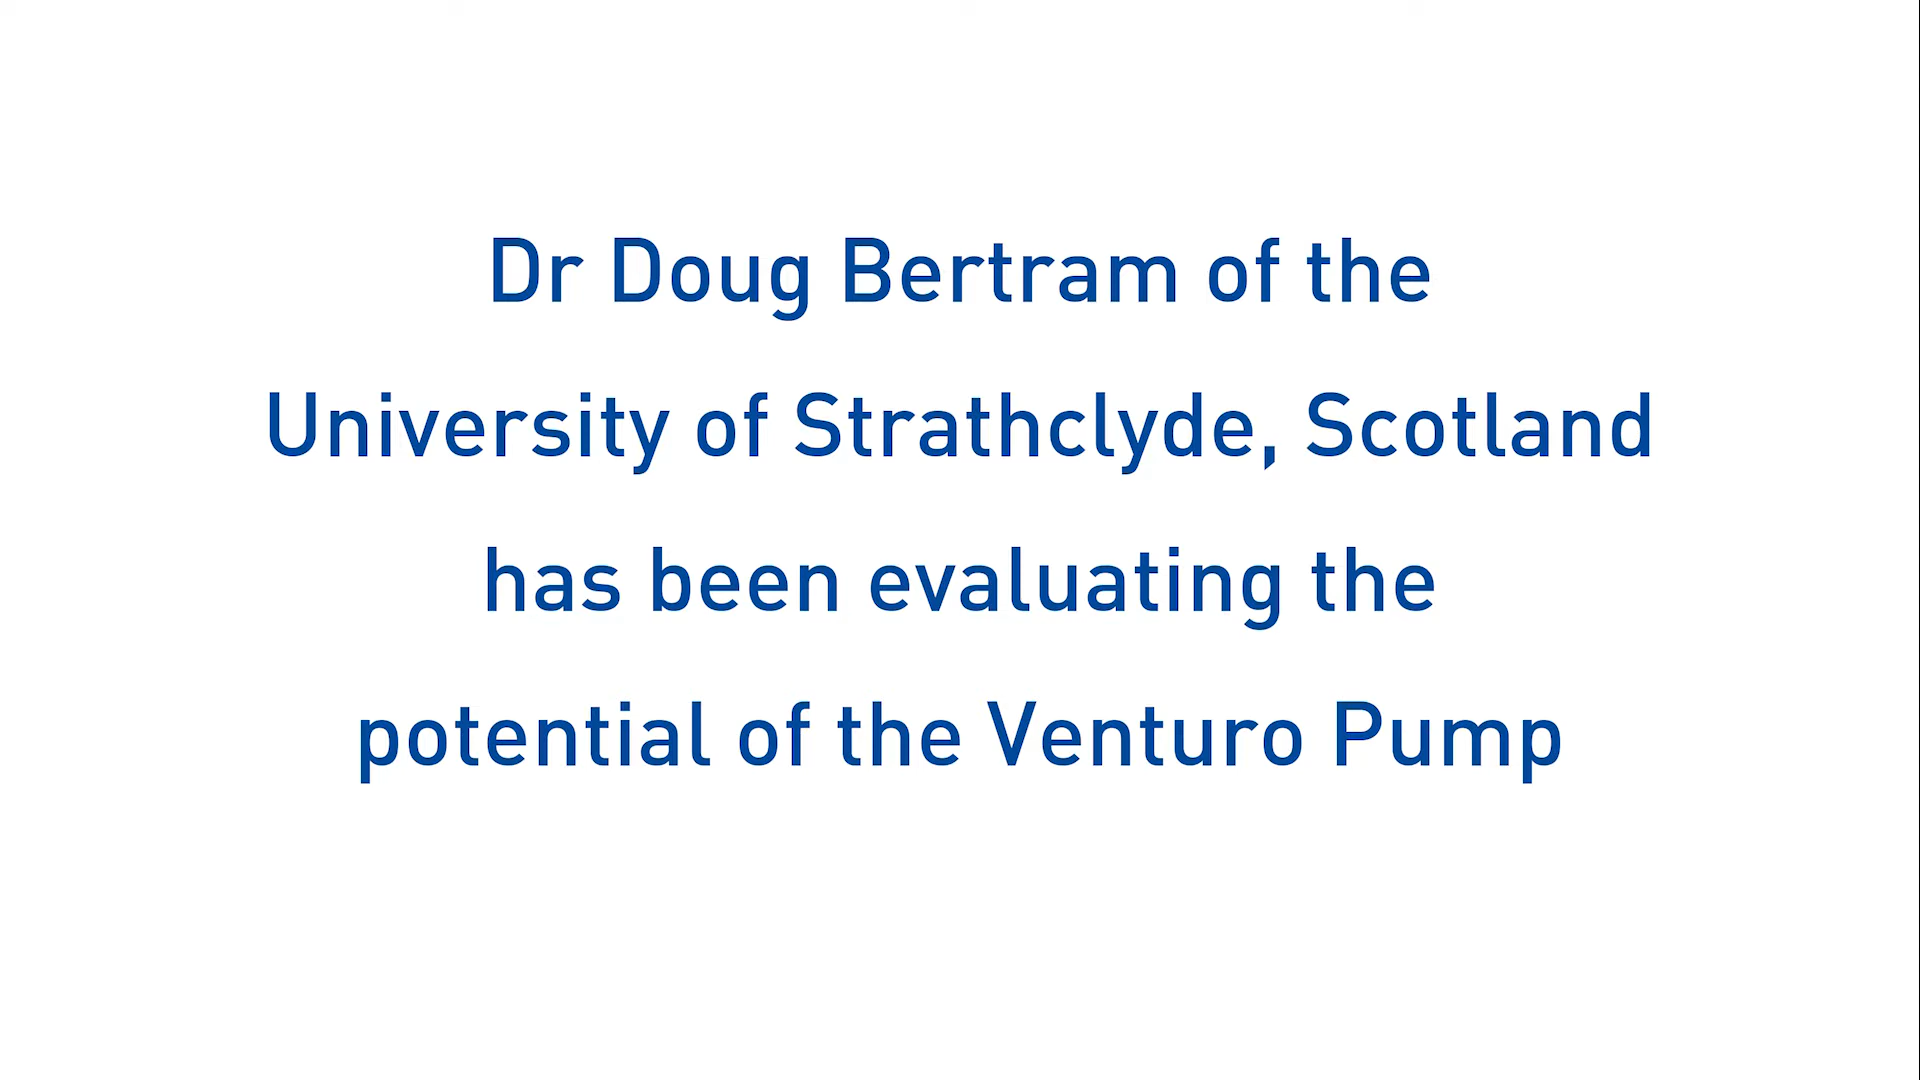 Dr Doug Bertram of the
University of Strathclyde, Scotland
has been evaluating the
potential of the Venturo Pump